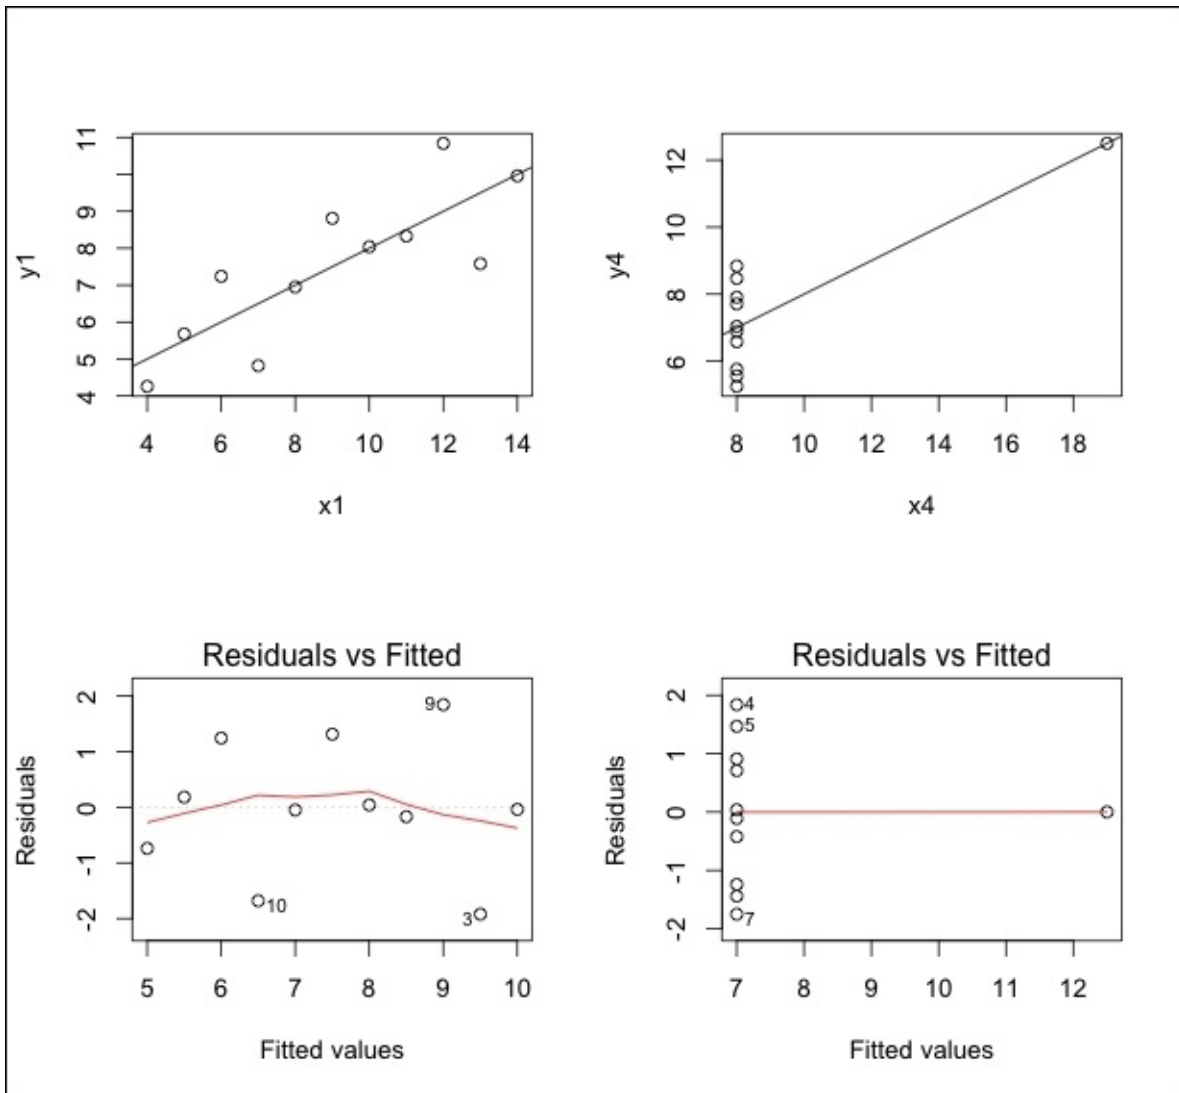 y1
11
9
8
7
6
5
4
4 6 8 10 12 14
x1
y4
12
10
8
6
8 10 12 14 16 18
x4
Residuals vs Fitted
Residuals
2
1
0
-1
-2
9
10
3
5 6 7 8 9 10
Fitted values
Residuals vs Fitted
Residuals
2
1
0
-1
-2
4
5
7
7 8 9 10 11 12
Fitted values